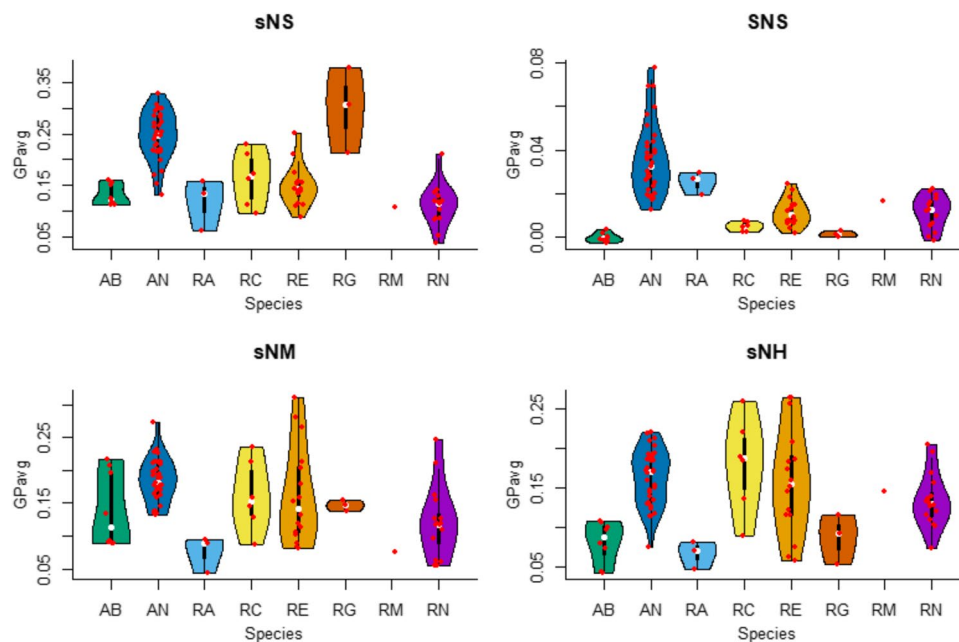 sNS
GPavg
0.05 0.15 0.25 0.35
AB AN RA RC RE RG RM RN
Species
SNS
GPavg
0.00 0.04 0.08
AB AN RA RC RE RG RM RN
Species
sNM
GPavg
0.05 0.15 0.25
AB AN RA RC RE RG RM RN
Species
sNH
GPavg
0.05 0.15 0.25
AB AN RA RC RE RG RM RN
Species